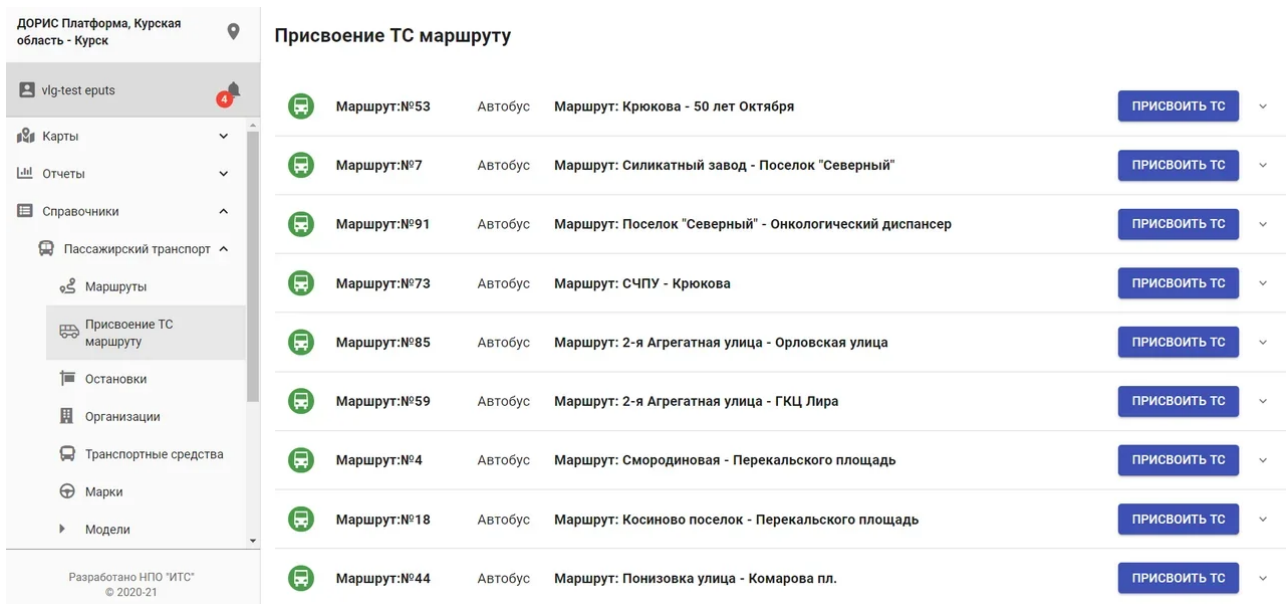 ДОРИС Платформа, Курская
область - Курск
vlg-test eputs
4
Карты
Отчеты
Справочники
Пассажирский транспорт
Маршруты
Присвоение ТС
маршруту
Остановки
Организации
Транспортные средства
Марки
Модели
Разработано НПО "ИТС"
© 2020-21
Присвоение ТС маршруту
Маршрут:№53 Автобус Маршрут: Крюкова - 50 лет Октября ПРИСВОИТЬ ТС
Маршрут:№7 Автобус Маршрут: Силикатный завод - Поселок "Северный" ПРИСВОИТЬ ТС
Маршрут:№91 Автобус Маршрут: Поселок "Северный" - Онкологический диспансер ПРИСВОИТЬ ТС
Маршрут:№73 Автобус Маршрут: СЧПУ - Крюкова ПРИСВОИТЬ ТС
Маршрут:№85 Автобус Маршрут: 2-я Агрегатная улица - Орловская улица ПРИСВОИТЬ ТС
Маршрут:№59 Автобус Маршрут: 2-я Агрегатная улица - ГКЦ Лира ПРИСВОИТЬ ТС
Маршрут:№4 Автобус Маршрут: Смородиновая - Перекальского площадь ПРИСВОИТЬ ТС
Маршрут:№18 Автобус Маршрут: Косиново поселок - Перекальского площадь ПРИСВОИТЬ ТС
Маршрут:№44 Автобус Маршрут: Понизовка улица - Комарова пл. ПРИСВОИТЬ ТС